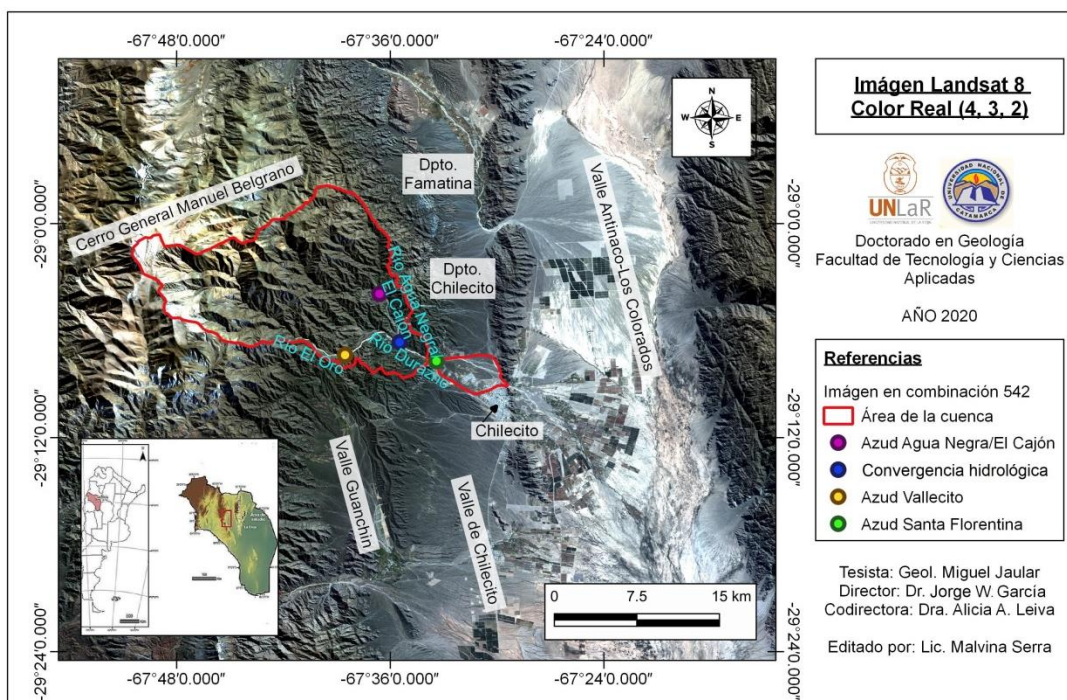 -67°48'0.000"
-67°36'0.000"
-67°24'0.000"
-29°0'0.000"
-29°12'0.000"
-29°24'0.000"
Cerro General Manuel Belgrano
Dpto.
Famatina
Dpto.
Chilecito
Valle Antinaco-Los Colorados
Río Agua Negra
El Cajón
Río Durazno
Río El Oro
Chilecito
Valle Guanchin
Valle de Chilecito
N
W
E
S
0
7.5
15 km
-29°0'0.000"
-29°12'0.000"
-29°24'0.000"
-67°48'0.000"
-67°36'0.000"
-67°24'0.000"
Imágen Landsat 8
Color Real (4, 3, 2)
UNLaR
UNIVERSIDAD NACIONAL DE
CATAMARCA
Doctorado en Geología
Facultad de Tecnología y Ciencias
Aplicadas
AÑO 2020
Referencias
Imágen en combinación 542
Área de la cuenca
Azud Agua Negra/El Cajón
Convergencia hidrológica
Azud Vallecito
Azud Santa Florentina
Tesista: Geol. Miguel Jaular
Director: Dr. Jorge W. García
Codirectora: Dra. Alicia A. Leiva
Editado por: Lic. Malvina Serra